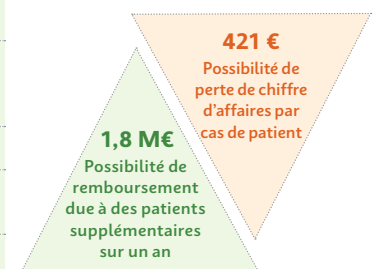 421 €
Possibilité de
perte de chiffre
d'affaires par
cas de patient
1,8 M€
Possibilité de
remboursement
due à des patients
supplémentaires
sur un an